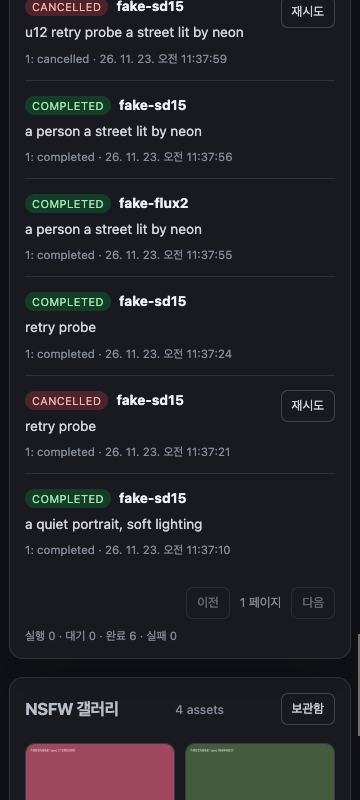 CANCELLED fake-sd15
재시도
u12 retry probe a street lit by neon
1: cancelled · 26. 11. 23. 오전 11:37:59
COMPLETED fake-sd15
a person a street lit by neon
1: completed · 26. 11. 23. 오전 11:37:56
COMPLETED fake-flux2
a person a street lit by neon
1: completed · 26. 11. 23. 오전 11:37:55
COMPLETED fake-sd15
retry probe
1: completed · 26. 11. 23. 오전 11:37:24
CANCELLED fake-sd15
재시도
retry probe
1: completed · 26. 11. 23. 오전 11:37:21
COMPLETED fake-sd15
a quiet portrait, soft lighting
1: completed · 26. 11. 23. 오전 11:37:10
이전 1 페이지 다음
실행 0 · 대기 0 · 완료 6 · 실패 0
NSFW 갤러리 4 assets 보관함